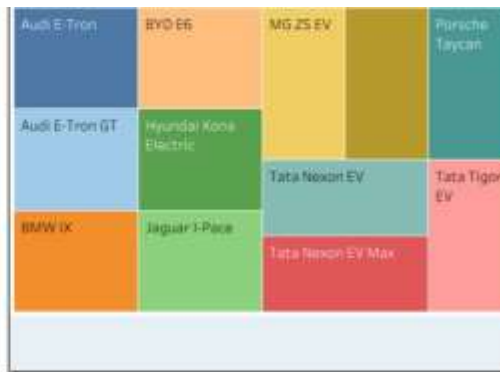 Audi E-Tron
BYD E6
MG ZS EV
Porsche
Taycan
Audi E-Tron GT
Hyundai Kona
Electric
Tata Nexon EV
Tata Tigor
EV
BMW iX
Jaguar I-Pace
Tata Nexon EV Max